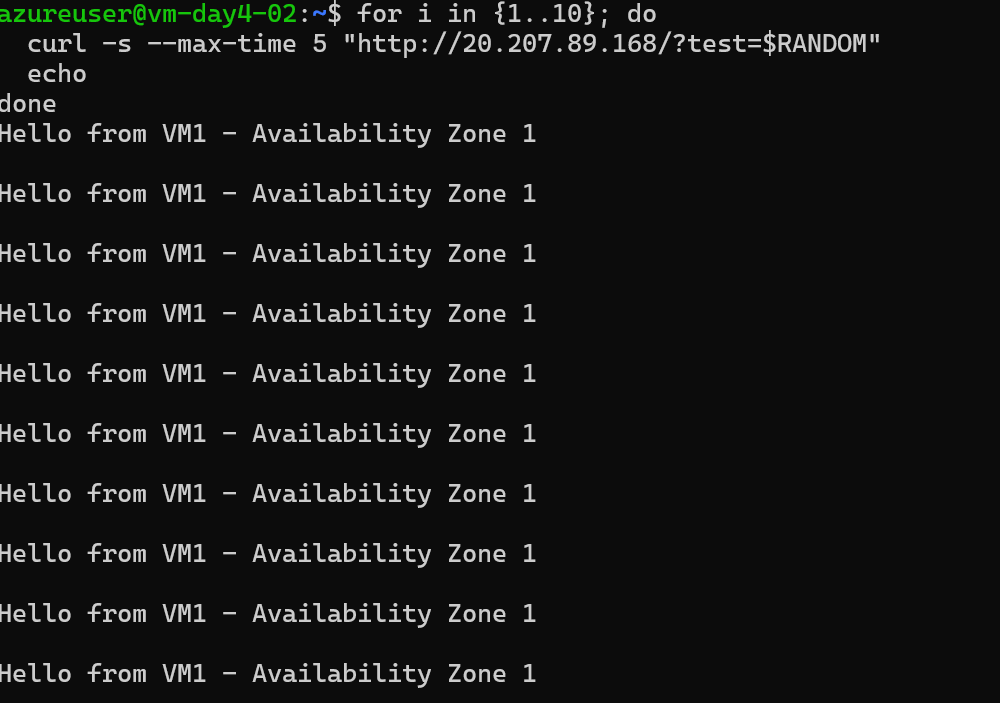 azureuser@vm-day4-02:~$ for i in {1..10}; do
  curl -s --max-time 5 "http://20.207.89.168/?test=$RANDOM"
  echo
done
Hello from VM1 - Availability Zone 1
Hello from VM1 - Availability Zone 1
Hello from VM1 - Availability Zone 1
Hello from VM1 - Availability Zone 1
Hello from VM1 - Availability Zone 1
Hello from VM1 - Availability Zone 1
Hello from VM1 - Availability Zone 1
Hello from VM1 - Availability Zone 1
Hello from VM1 - Availability Zone 1
Hello from VM1 - Availability Zone 1